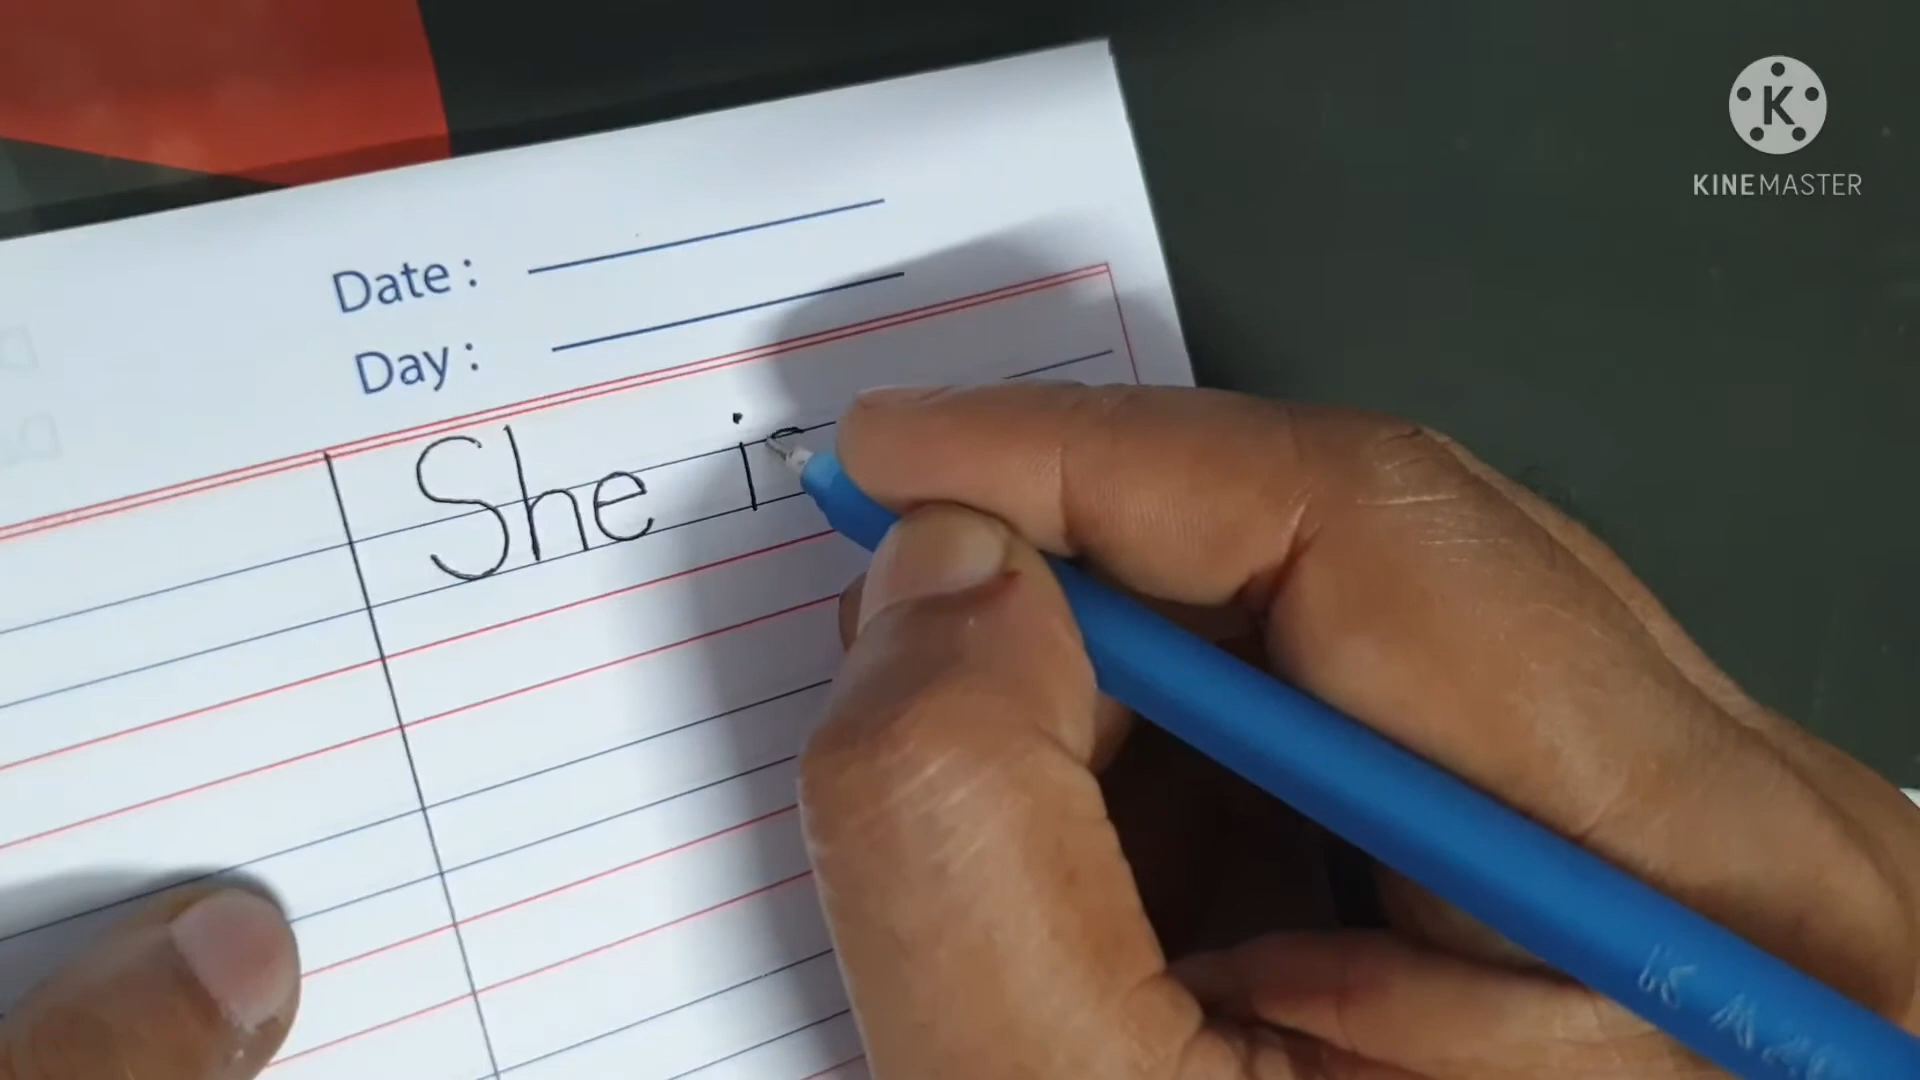 KINEMASTER
Date :
Day :
She is